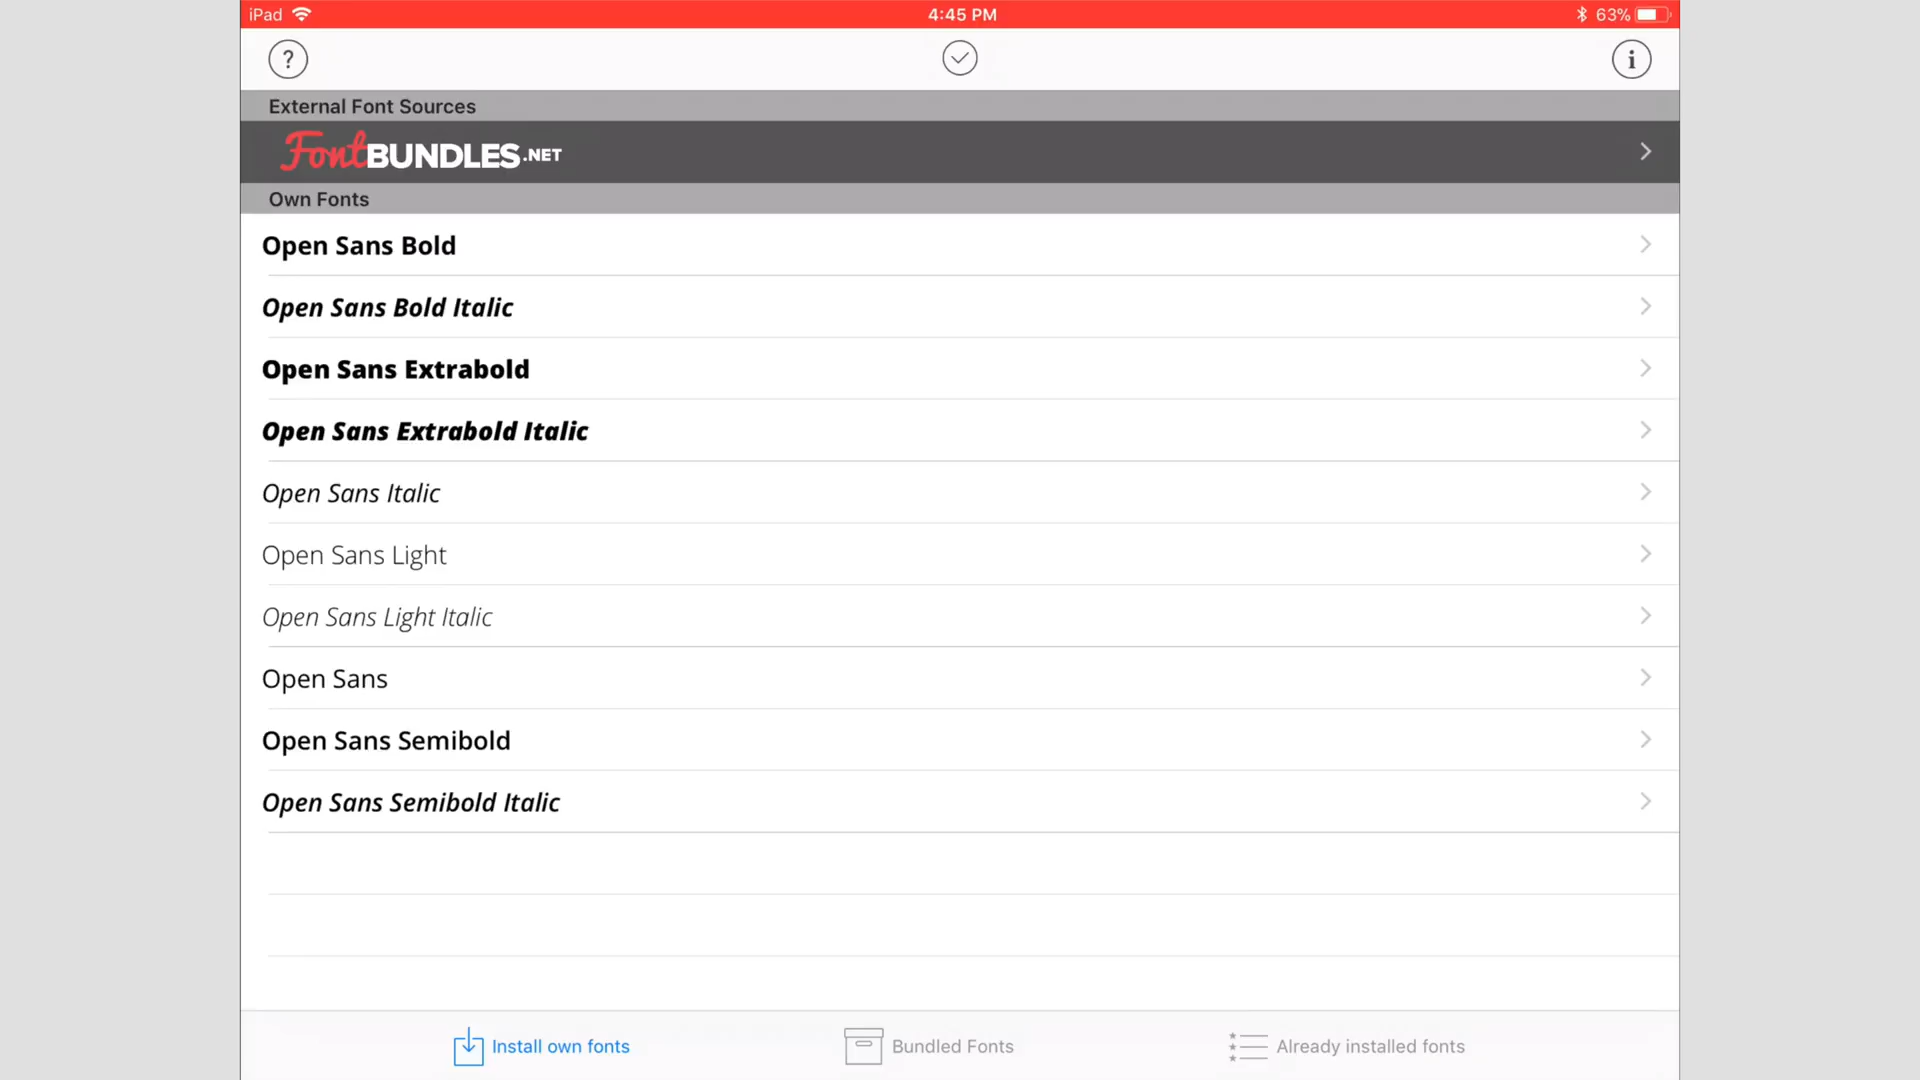 iPad 4:45 PM 63%
? i
External Font Sources
FontBUNDLES.NET
Own Fonts
Open Sans Bold
Open Sans Bold Italic
Open Sans Extrabold
Open Sans Extrabold Italic
Open Sans Italic
Open Sans Light
Open Sans Light Italic
Open Sans
Open Sans Semibold
Open Sans Semibold Italic
Install own fonts Bundled Fonts Already installed fonts